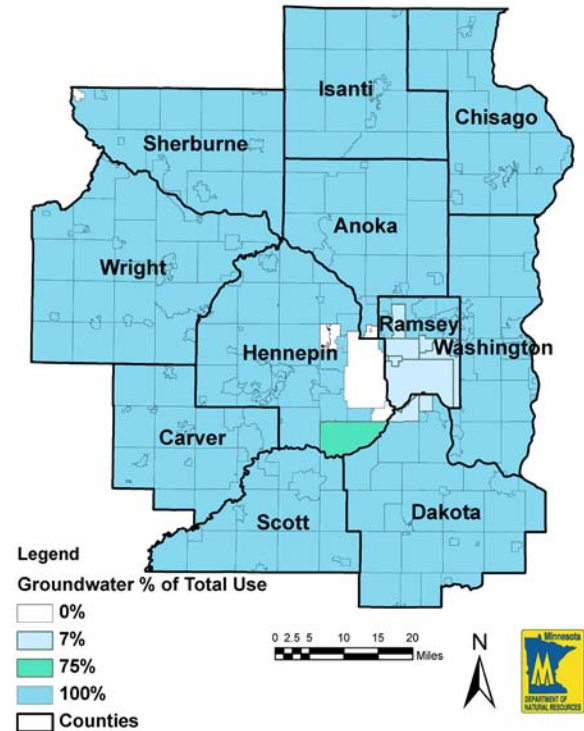 Isanti
Chisago
Sherburne
Anoka
Wright
Ramsey
Hennepin
Washington
Carver
Scott
Dakota
Legend
Groundwater % of Total Use
0%
7%
75%
100%
Counties
0 2.5 5 10 15 20
Miles
N
Minnesota
DEPARTMENT OF
NATURAL RESOURCES